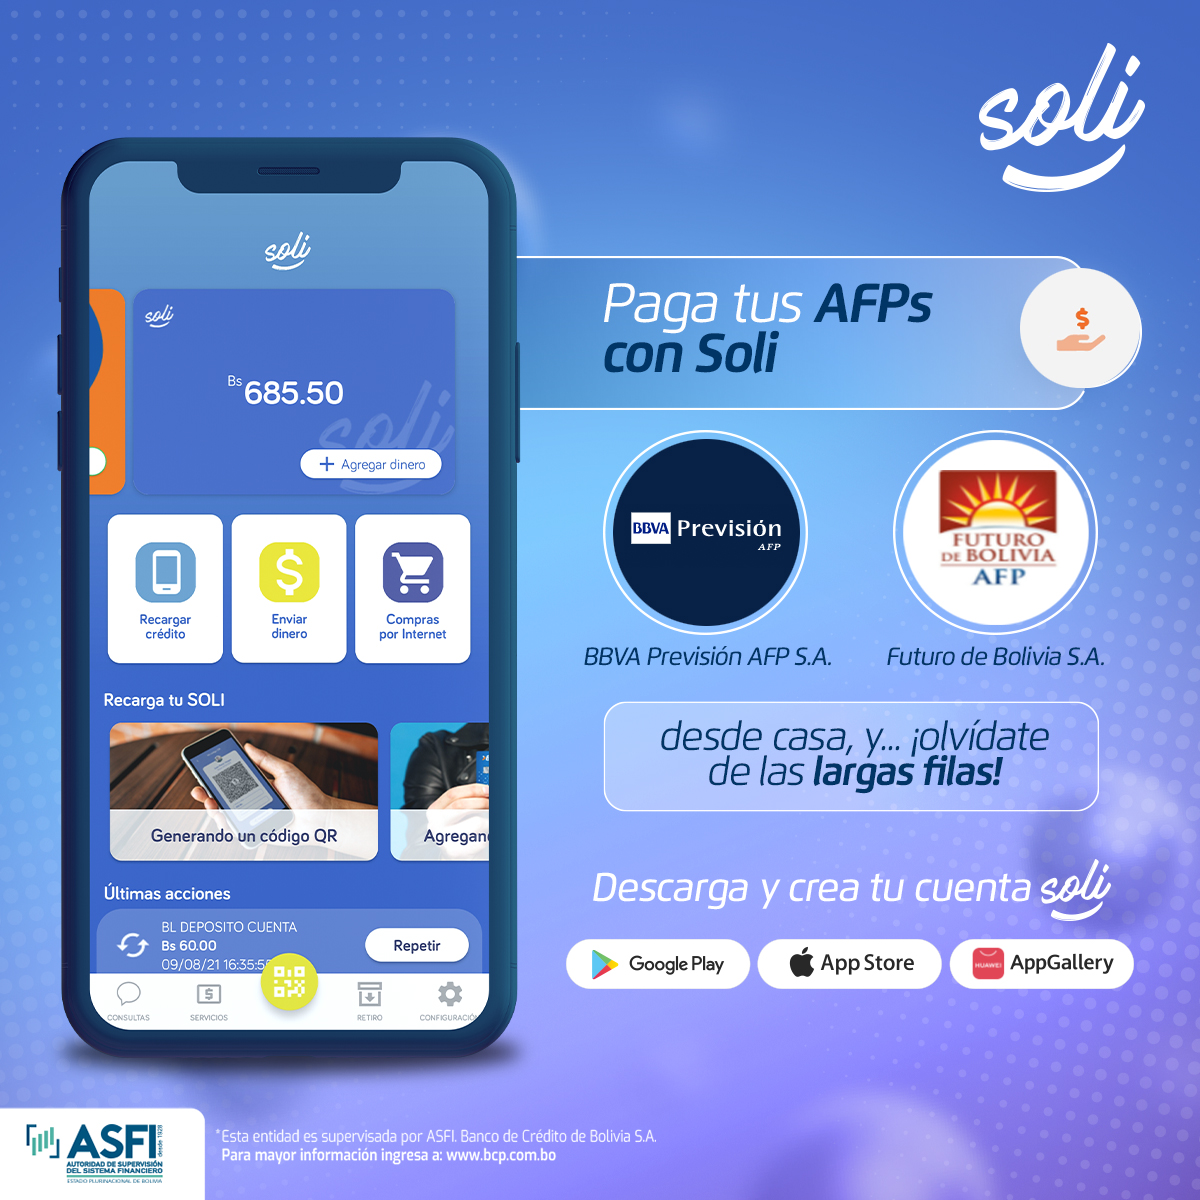 soli
soli
soli
Bs 685.50
soli
+ Agregar dinero
Recargar
crédito
Enviar
dinero
Compras
por Internet
Recarga tu SOLI
Generando un código QR
Agregan
Últimas acciones
BL DEPOSITO CUENTA
Bs 60.00
09/08/21 16:35:5
Repetir
CONSULTAS
SERVICIOS
RETIRO
CONFIGURACIÓN
Paga tus AFPs
con Soli
$
BBVA Previsión
AFP
FUTURO
DE BOLIVIA
AFP
BBVA Previsión AFP S.A.
Futuro de Bolivia S.A.
desde casa, y... ¡olvídate
de las largas filas!
Descarga y crea tu cuenta soli
Google Play
App Store
HUAWEI AppGallery
ASFI desde 1928
AUTORIDAD DE SUPERVISIÓN
DEL SISTEMA FINANCIERO
ESTADO PLURINACIONAL DE BOLIVIA
*Esta entidad es supervisada por ASFI. Banco de Crédito de Bolivia S.A.
Para mayor información ingresa a: www.bcp.com.bo